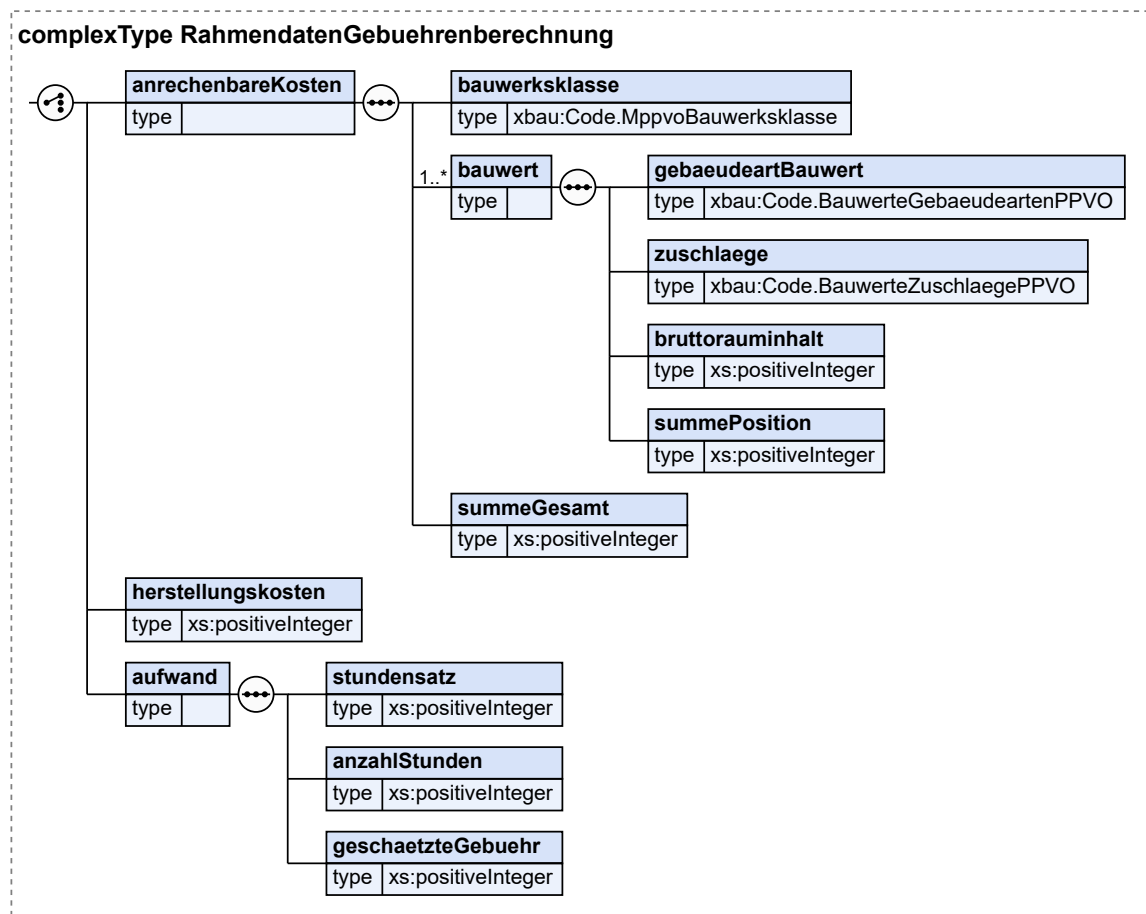 complexType RahmendatenGebuehrenberechnung
anrechenbareKosten
type
bauwerksklasse
type xbau:Code.MppvoBauwerksklasse
1..*
bauwert
type
gebaeudeartBauwert
type xbau:Code.BauwerteGebaeudeartenPPVO
zuschlaege
type xbau:Code.BauwerteZuschlaegePPVO
bruttorauminhalt
type xs:positiveInteger
summePosition
type xs:positiveInteger
summeGesamt
type xs:positiveInteger
herstellungskosten
type xs:positiveInteger
aufwand
type
stundensatz
type xs:positiveInteger
anzahlStunden
type xs:positiveInteger
geschaetzteGebuehr
type xs:positiveInteger